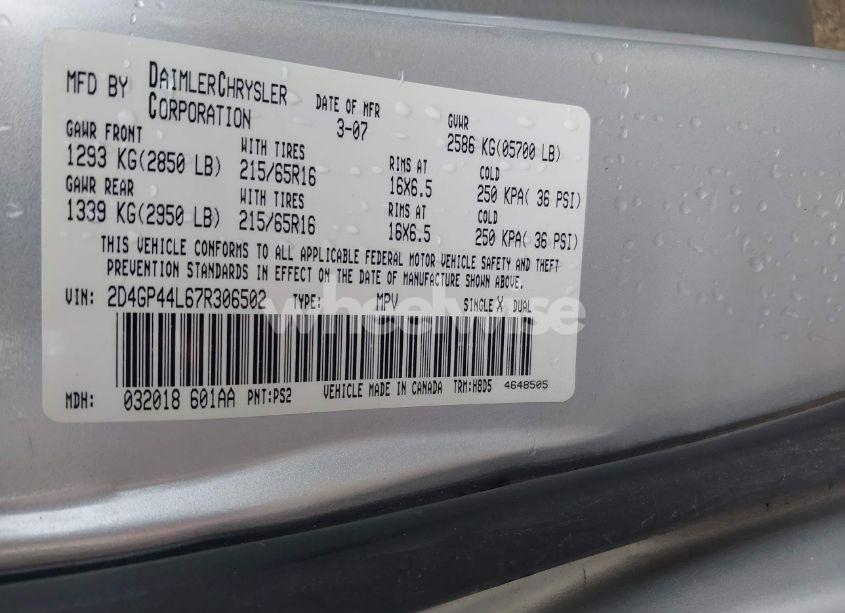 MFD BY DAIMLERCHRYSLER CORPORATION
DATE OF MFR 3-07
GVWR 2586 KG(05700 LB)
GAWR FRONT 1293 KG(2850 LB) WITH TIRES 215/65R16 RIMS AT 16X6.5 COLD 250 KPA( 36 PSI)
GAWR REAR 1339 KG(2950 LB) WITH TIRES 215/65R16 RIMS AT 16X6.5 COLD 250 KPA( 36 PSI)
THIS VEHICLE CONFORMS TO ALL APPLICABLE FEDERAL MOTOR VEHICLE SAFETY AND THEFT
PREVENTION STANDARDS IN EFFECT ON THE DATE OF MANUFACTURE SHOWN ABOVE.
VIN: 2D4GP44L67R306502 TYPE: MPV SINGLE X DUAL
wheelwise
MDH: 032018 601AA PNT:PS2 VEHICLE MADE IN CANADA TRM:H8D5 4648505